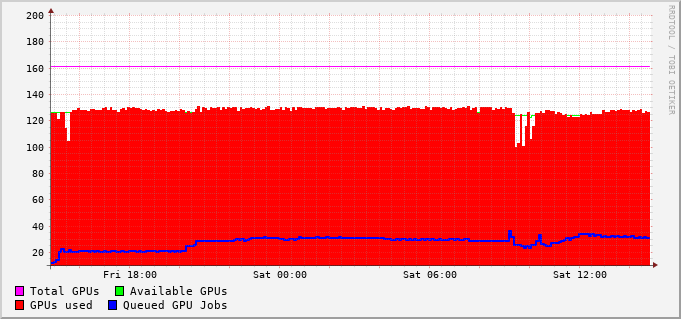 200
180
160
140
120
100
80
60
40
20
Fri 18:00 Sat 00:00 Sat 06:00 Sat 12:00
Total GPUs Available GPUs
GPUs used Queued GPU Jobs
RRDTOOL / TOBI OETIKER